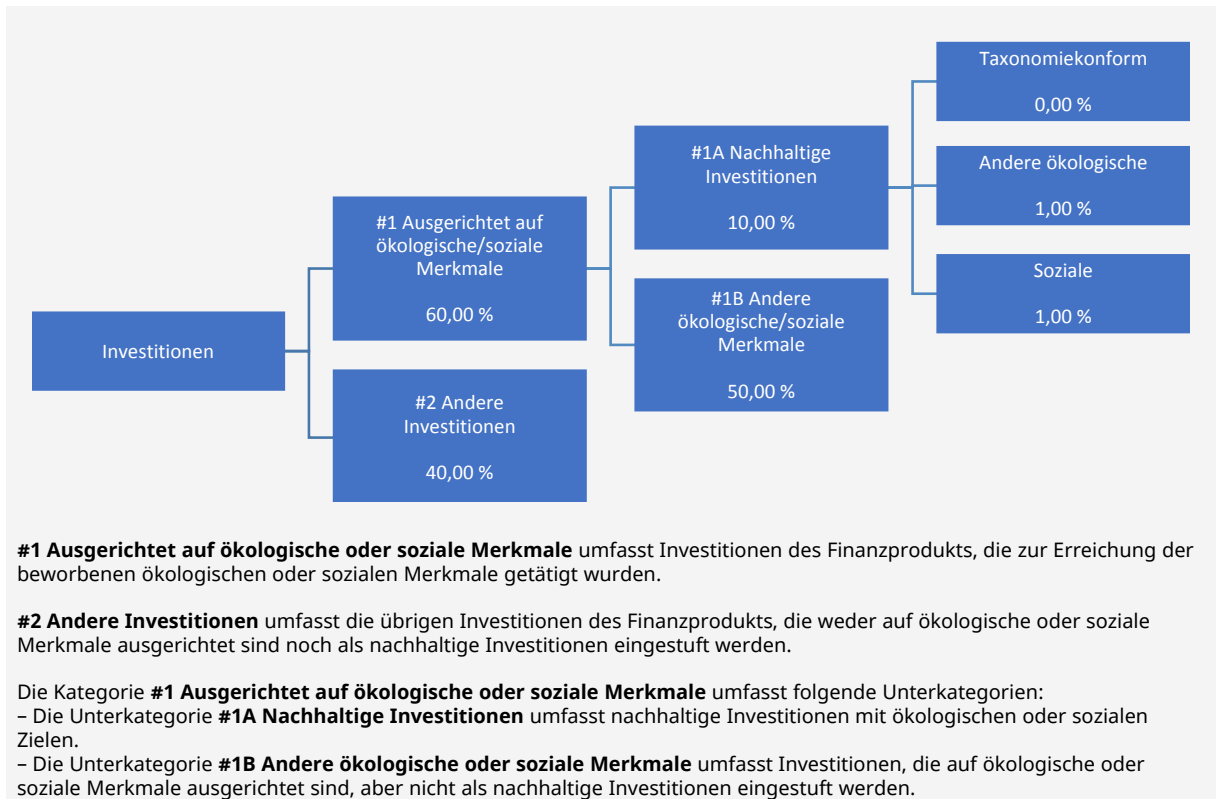 Investitionen
#1 Ausgerichtet auf
ökologische/soziale
Merkmale
60,00 %
#2 Andere
Investitionen
40,00 %
#1A Nachhaltige
Investitionen
10,00 %
#1B Andere
ökologische/soziale
Merkmale
50,00 %
Taxonomiekonform
0,00 %
Andere ökologische
1,00 %
Soziale
1,00 %
#1 Ausgerichtet auf ökologische oder soziale Merkmale umfasst Investitionen des Finanzprodukts, die zur Erreichung der
beworbenen ökologischen oder sozialen Merkmale getätigt wurden.
#2 Andere Investitionen umfasst die übrigen Investitionen des Finanzprodukts, die weder auf ökologische oder soziale
Merkmale ausgerichtet sind noch als nachhaltige Investitionen eingestuft werden.
Die Kategorie #1 Ausgerichtet auf ökologische oder soziale Merkmale umfasst folgende Unterkategorien:
– Die Unterkategorie #1A Nachhaltige Investitionen umfasst nachhaltige Investitionen mit ökologischen oder sozialen
Zielen.
– Die Unterkategorie #1B Andere ökologische oder soziale Merkmale umfasst Investitionen, die auf ökologische oder
soziale Merkmale ausgerichtet sind, aber nicht als nachhaltige Investitionen eingestuft werden.